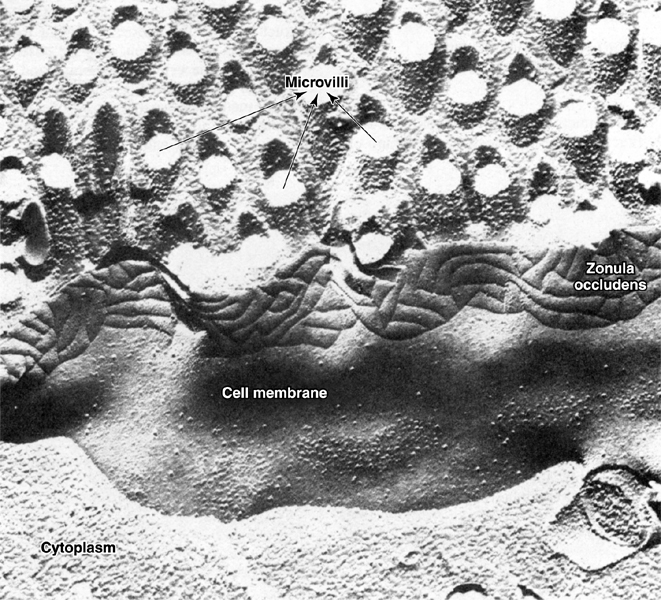 Microvilli
Zonula
occludens
Cell membrane
Cytoplasm